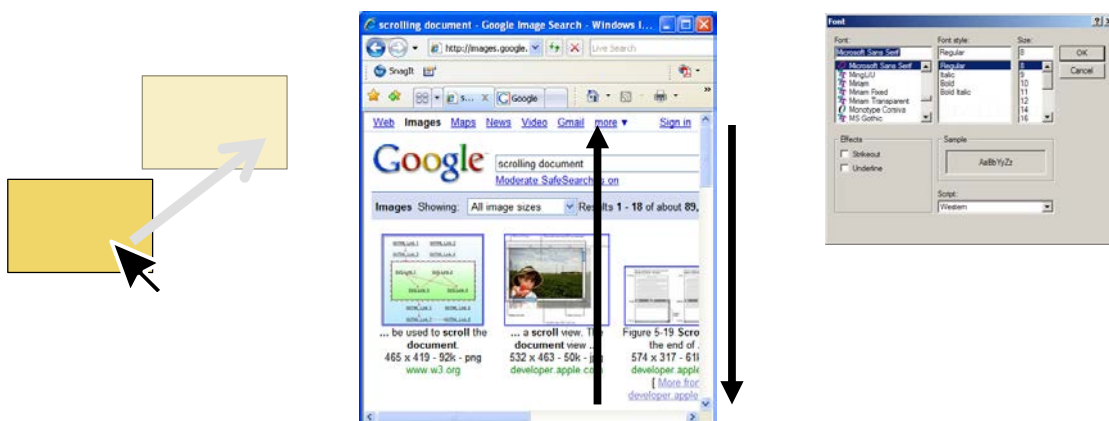 scrolling document - Google Image Search - Windows I...
http://images.google.
Live Search
SnagIt
s...
Google
Web Images Maps News Video Gmail more ▼ Sign in
Google
scrolling document
Moderate SafeSearch is on
Images Showing: All image sizes Results 1 - 18 of about 89,
... be used to scroll the
document.
465 x 419 - 92k - png
www.w3.org
... a scroll view. The
document view ...
532 x 463 - 50k - jpg
developer.apple.com
Figure 5-19 Scro
the end of .
574 x 317 - 61k
developer.apple
[ More from
developer.apple
Font
Font: Font style: Size:
Microsoft Sans Serif Regular 8
OK
Cancel
Microsoft Sans Serif
MingLiU
Miriam
Miriam Fixed
Miriam Transparent
Monotype Corsiva
MS Gothic
Regular
Italic
Bold
Bold Italic
8
9
10
11
12
14
16
Effects
Strikeout
Underline
Sample
AaBbYyZz
Script:
Western